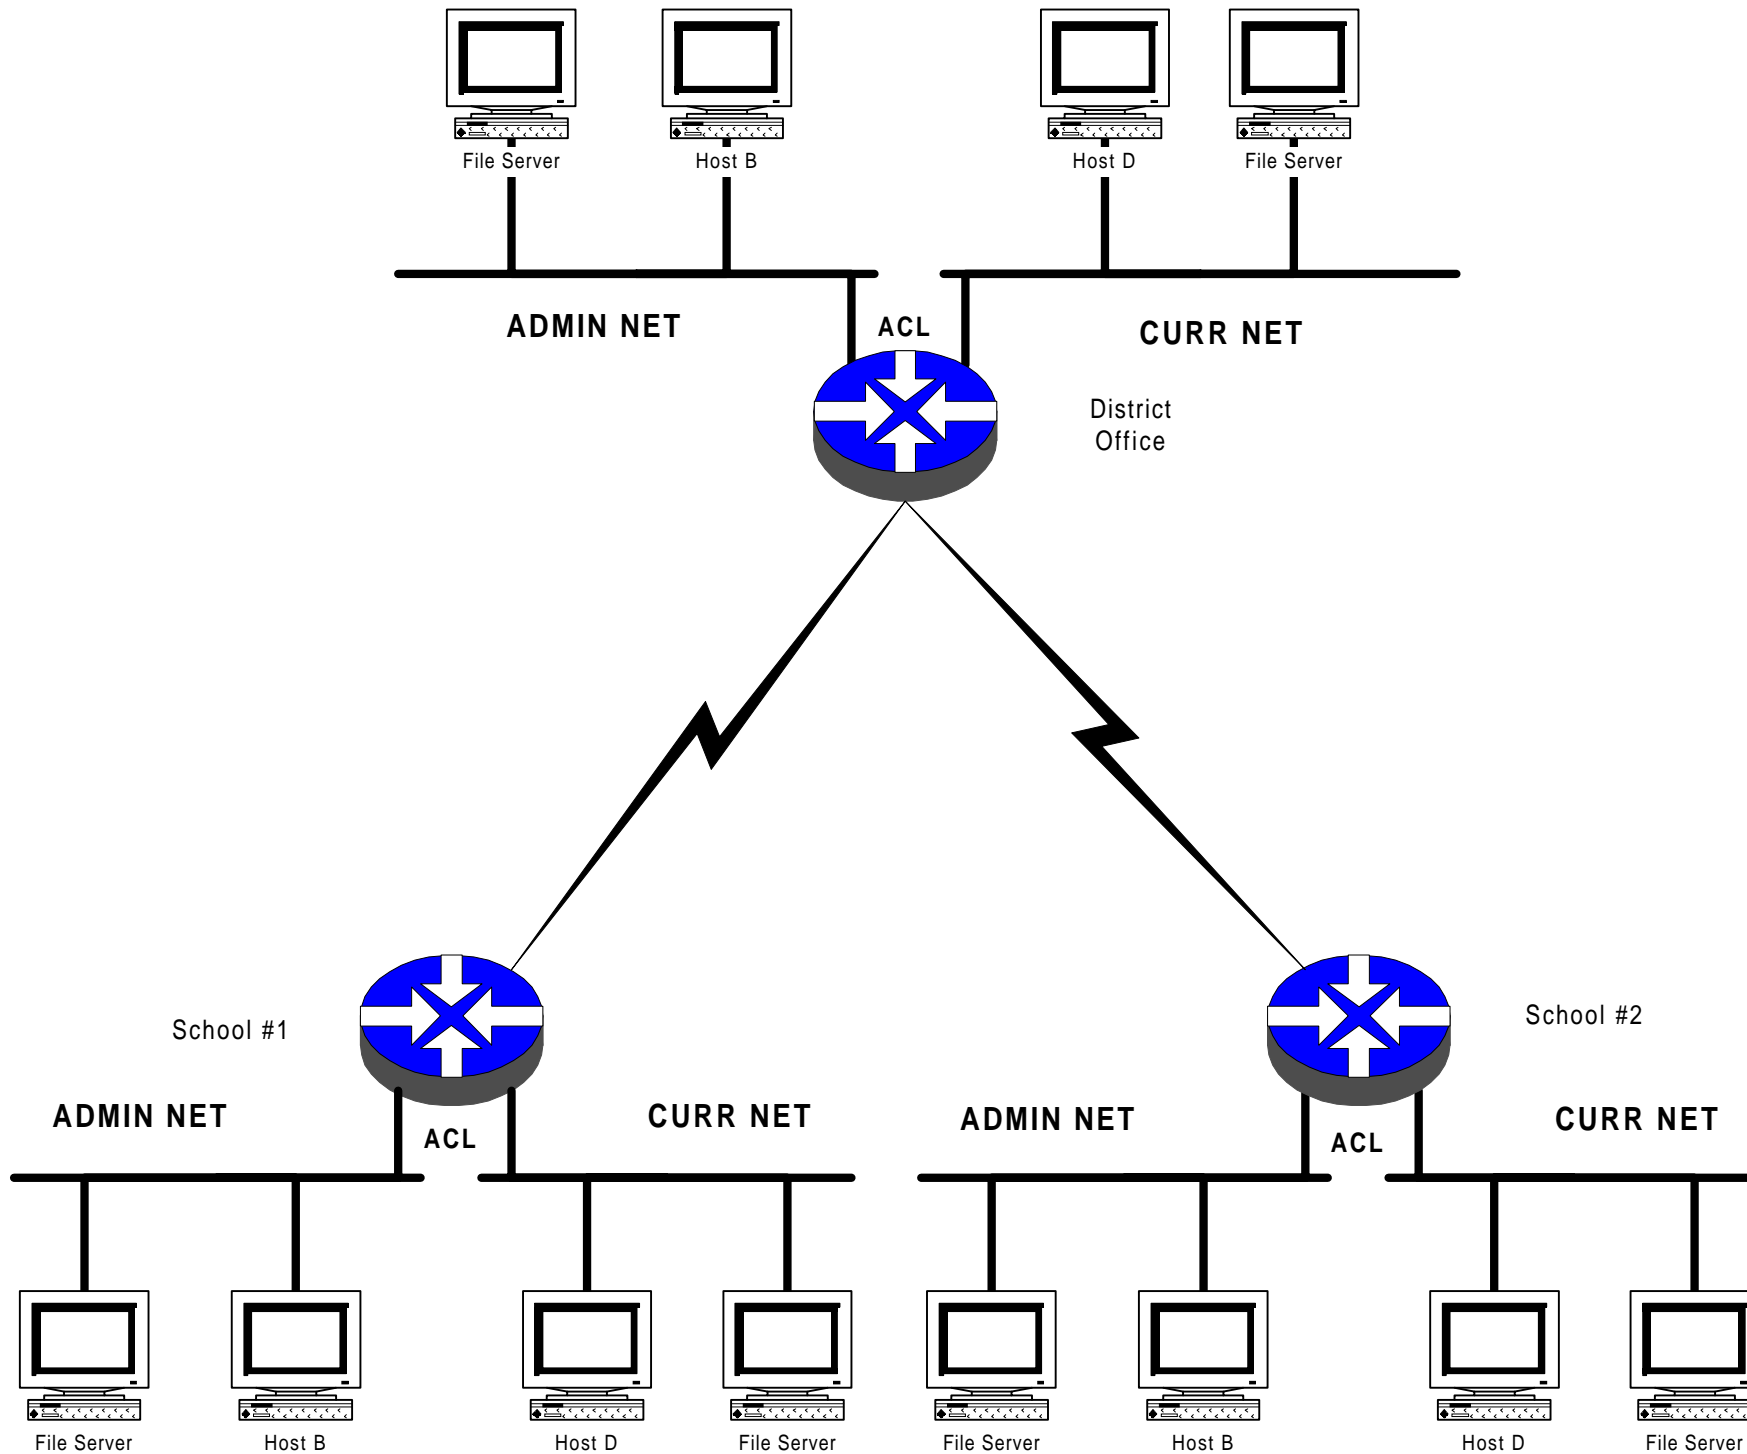 File Server
Host B
Host D
File Server
ADMIN NET
ACL
CURR NET
District
Office
School #1
School #2
ADMIN NET
ACL
CURR NET
ADMIN NET
ACL
CURR NET
File Server
Host B
Host D
File Server
File Server
Host B
Host D
File Server